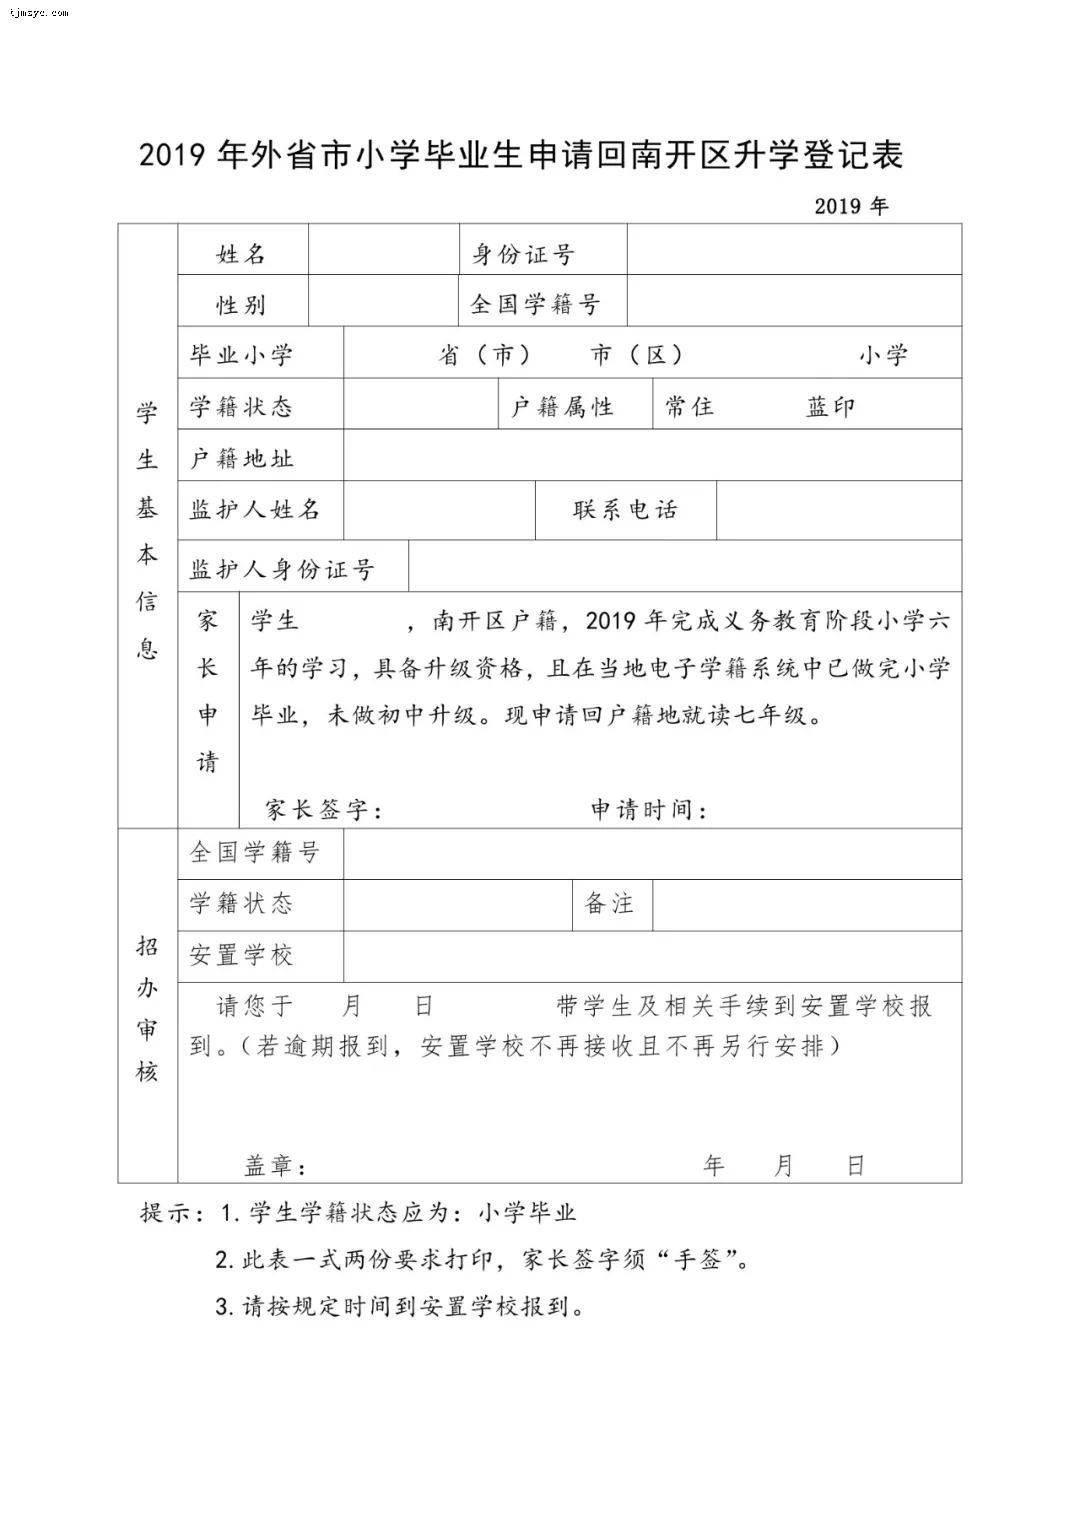 tjmsyc.com
2019 年外省市小学毕业生申请回南开区升学登记表
2019 年
学生基本信息
姓名 身份证号
性别 全国学籍号
毕业小学 省（市） 市（区） 小学
学籍状态 户籍属性 常住 蓝印
户籍地址
监护人姓名 联系电话
监护人身份证号
家长申请
学生 ，南开区户籍，2019 年完成义务教育阶段小学六
年的学习，具备升级资格，且在当地电子学籍系统中已做完小学
毕业，未做初中升级。现申请回户籍地就读七年级。
家长签字： 申请时间：
招办审核
全国学籍号
学籍状态 备注
安置学校
请您于 月 日 带学生及相关手续到安置学校报
到。（若逾期报到，安置学校不再接收且不再另行安排）
盖章： 年 月 日
提示：1.学生学籍状态应为：小学毕业
2.此表一式两份要求打印，家长签字须“手签”。
3.请按规定时间到安置学校报到。